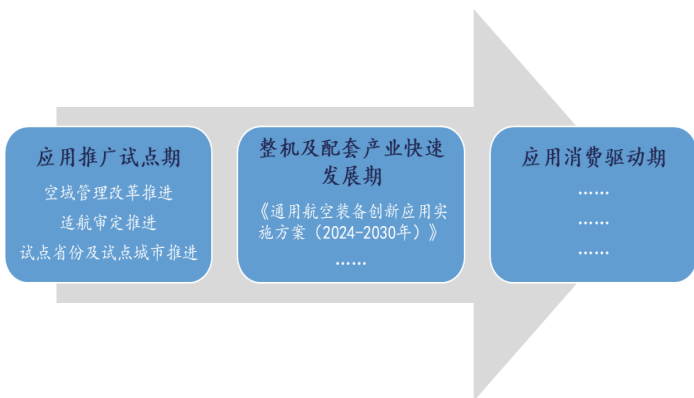 应用推广试点期
空域管理改革推进
适航审定推进
试点省份及试点城市推进
整机及配套产业快速
发展期
《通用航空装备创新应用实
施方案（2024-2030年）》
……
应用消费驱动期
……
……
……